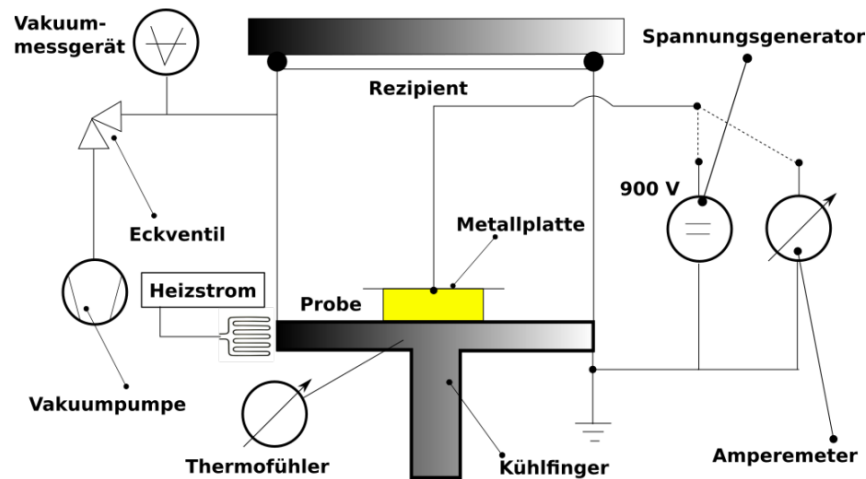 Vakuum-
messgerät
Spannungsgenerator
Rezipient
900 V
Metallplatte
Eckventil
Heizstrom
Probe
Vakuumpumpe
Thermofühler
Kühlfinger
Amperemeter